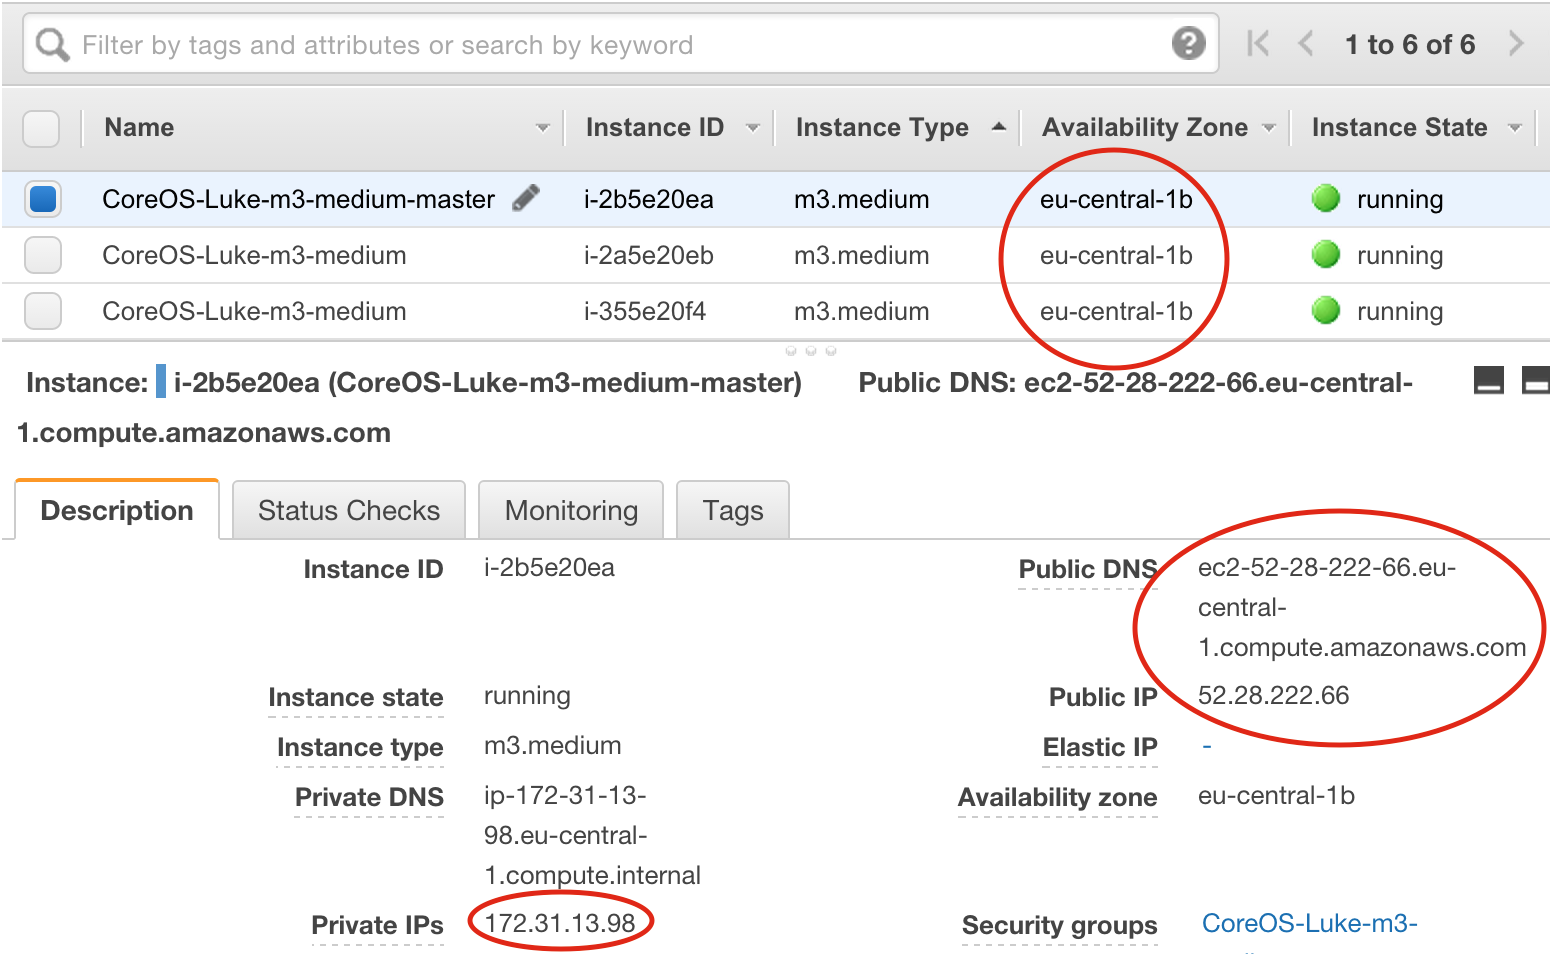 Filter by tags and attributes or search by keyword
1 to 6 of 6
Name Instance ID Instance Type Availability Zone Instance State
CoreOS-Luke-m3-medium-master i-2b5e20ea m3.medium eu-central-1b running
CoreOS-Luke-m3-medium i-2a5e20eb m3.medium eu-central-1b running
CoreOS-Luke-m3-medium i-355e20f4 m3.medium eu-central-1b running
Instance: i-2b5e20ea (CoreOS-Luke-m3-medium-master) Public DNS: ec2-52-28-222-66.eu-central-
1.compute.amazonaws.com
Description Status Checks Monitoring Tags
Instance ID i-2b5e20ea
Public DNS ec2-52-28-222-66.eu-
central-
1.compute.amazonaws.com
Instance state running
Public IP 52.28.222.66
Instance type m3.medium
Elastic IP -
Private DNS ip-172-31-13-
98.eu-central-
1.compute.internal
Availability zone eu-central-1b
Private IPs 172.31.13.98
Security groups CoreOS-Luke-m3-